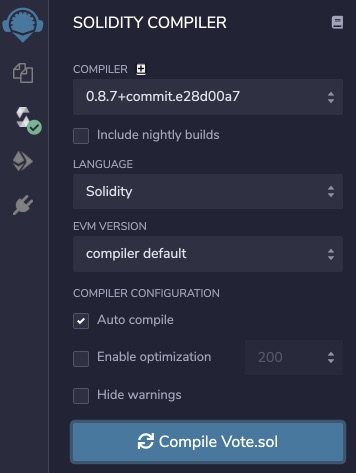 SOLIDITY COMPILER
COMPILER
0.8.7+commit.e28d00a7
Include nightly builds
LANGUAGE
Solidity
EVM VERSION
compiler default
COMPILER CONFIGURATION
Auto compile
Enable optimization 200
Hide warnings
Compile Vote.sol